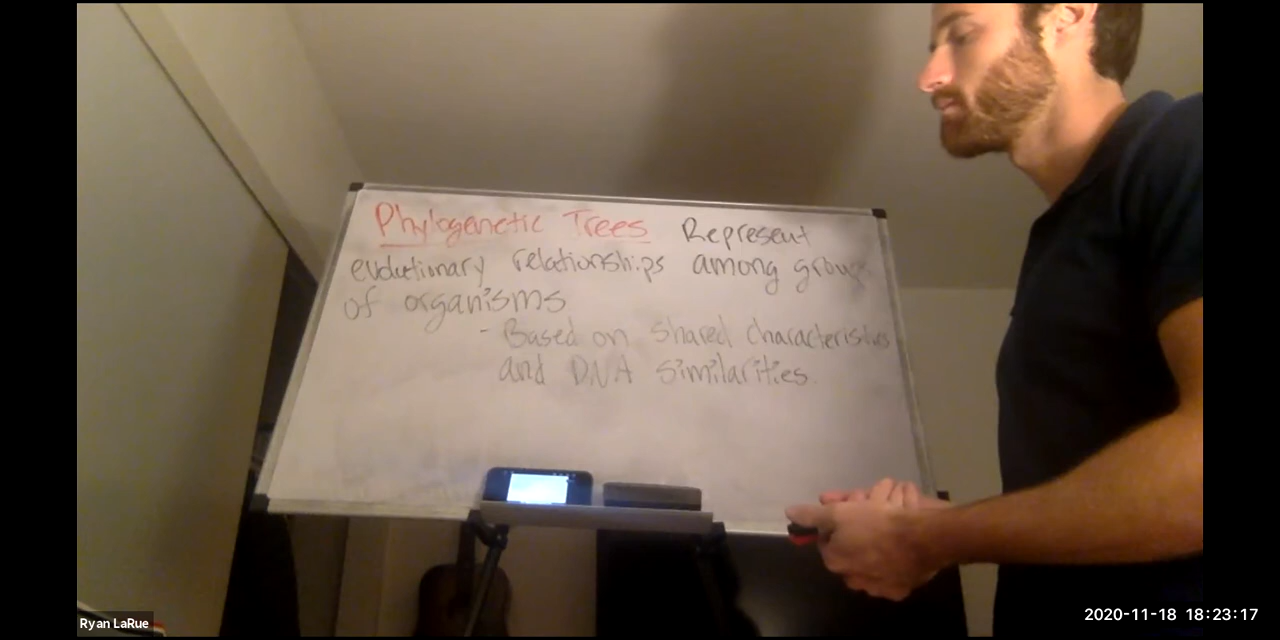 Phylogenetic Trees Represent
evolutionary relationships among groups
of organisms
- Based on shared characteristics
and DNA similarities.
Ryan LaRue
2020-11-18 18:23:17